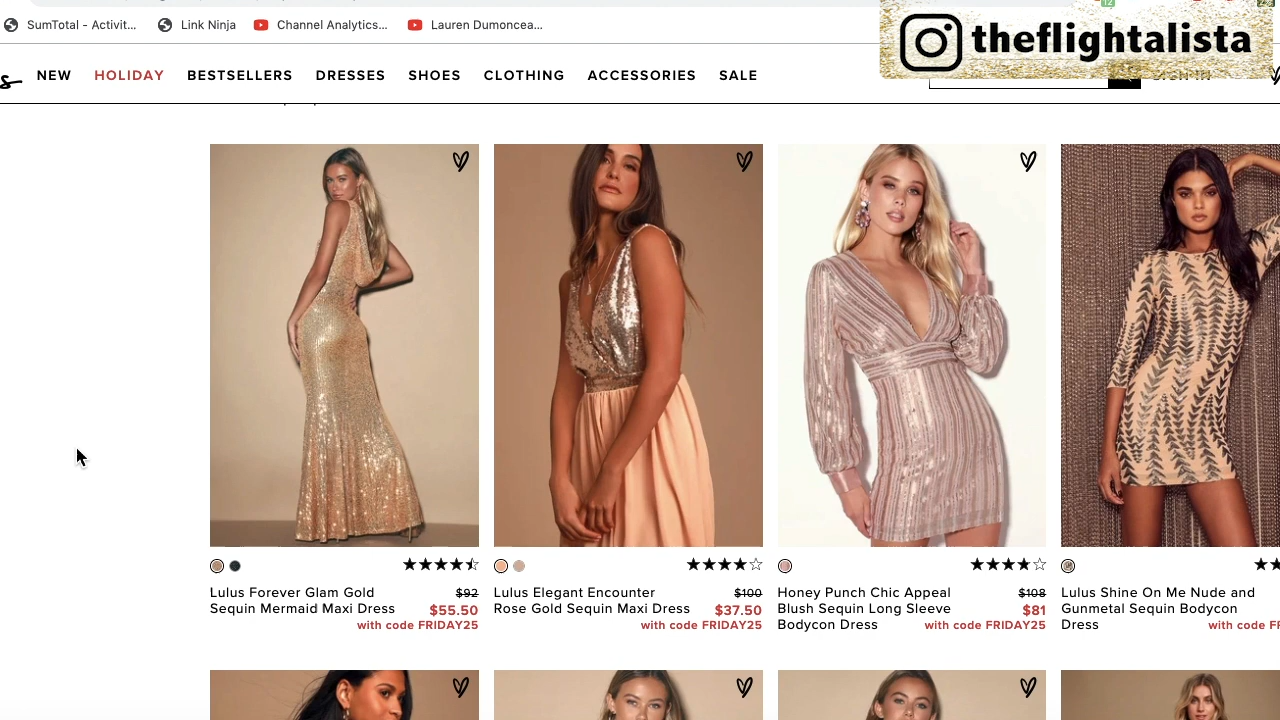 SumTotal - Activit...
Link Ninja
Channel Analytics...
Lauren Dumoncea...
theflightalista
NEW
HOLIDAY
BESTSELLERS
DRESSES
SHOES
CLOTHING
ACCESSORIES
SALE
Lulus Forever Glam Gold
Sequin Mermaid Maxi Dress
$92
$55.50
with code FRIDAY25
Lulus Elegant Encounter
Rose Gold Sequin Maxi Dress
$100
$37.50
with code FRIDAY25
Honey Punch Chic Appeal
Blush Sequin Long Sleeve
Bodycon Dress
$108
$81
with code FRIDAY25
Lulus Shine On Me Nude and
Gunmetal Sequin Bodycon
Dress
with code F